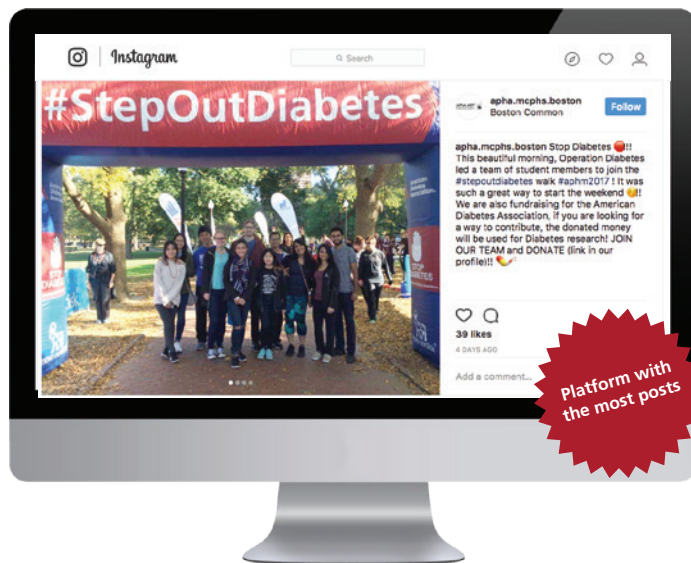 Instagram
Search
#StepOutDiabetes
apha.mcphs.boston
Boston Common
Follow
apha.mcphs.boston Stop Diabetes 🛑!!
This beautiful morning, Operation Diabetes
led a team of student members to join the
#stepoutdiabetes walk #aphm2017 ! It was
such a great way to start the weekend 😆!!
We are also fundraising for the American
Diabetes Association, if you are looking for
a way to contribute, the donated money
will be used for Diabetes research! JOIN
OUR TEAM and DONATE (link in our
profile)!!
39 likes
4 DAYS AGO
Add a comment...
STOP
DIABETES
STOP
DIABETES
Platform with
the most posts